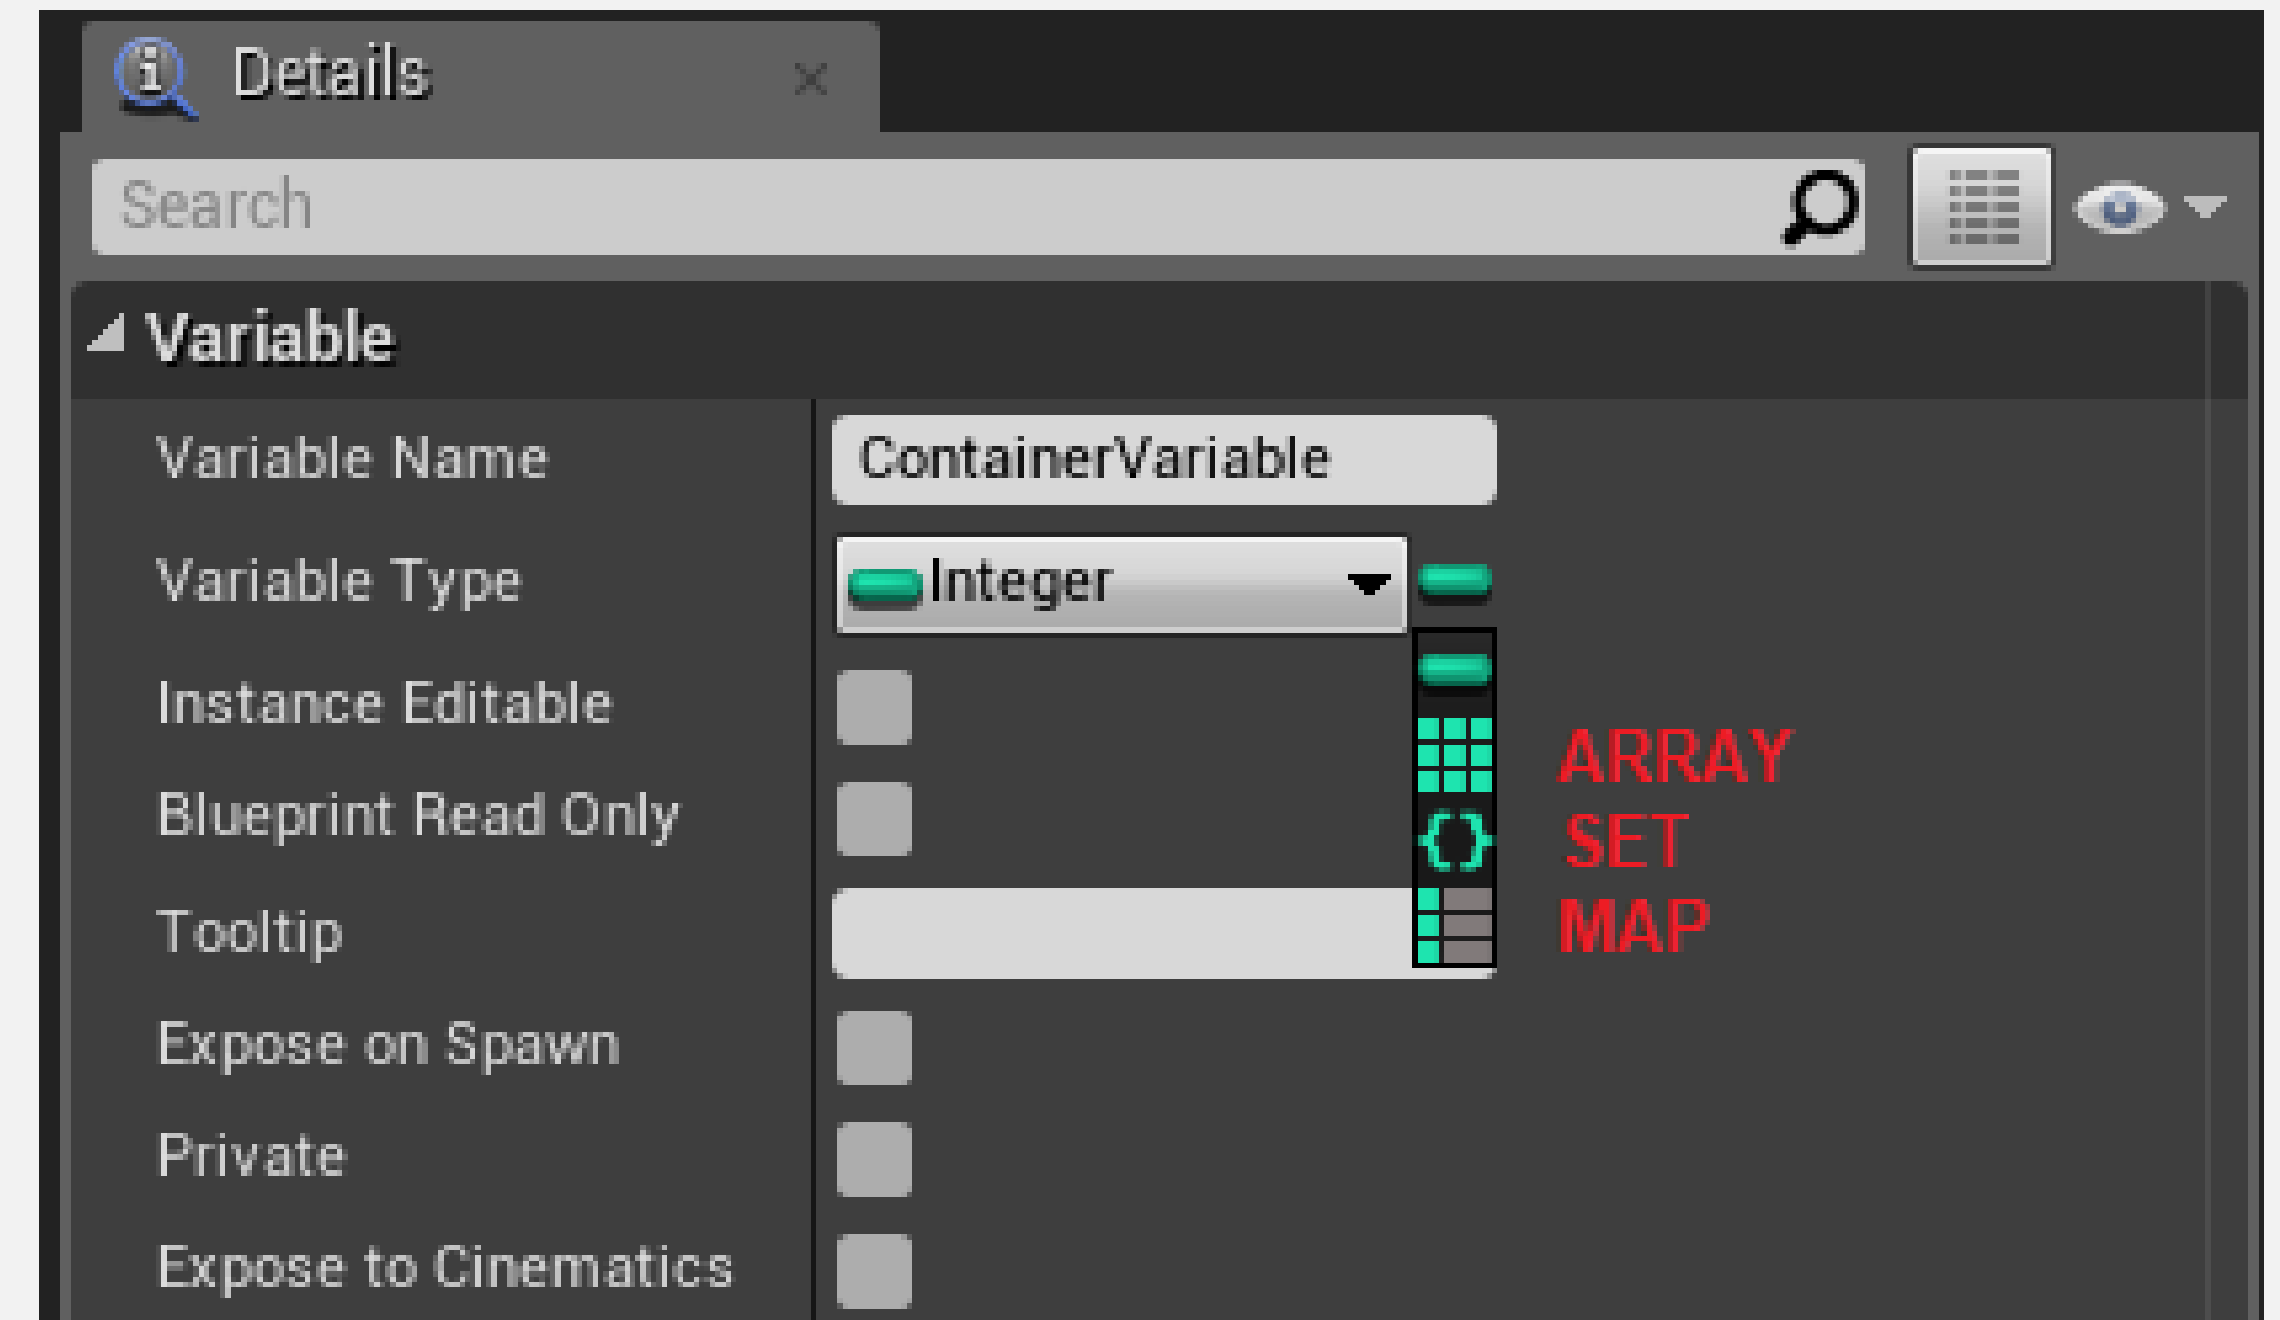 Details
Search
Variable
Variable Name ContainerVariable
Variable Type Integer
Instance Editable
ARRAY
Blueprint Read Only
SET
Tooltip
MAP
Expose on Spawn
Private
Expose to Cinematics